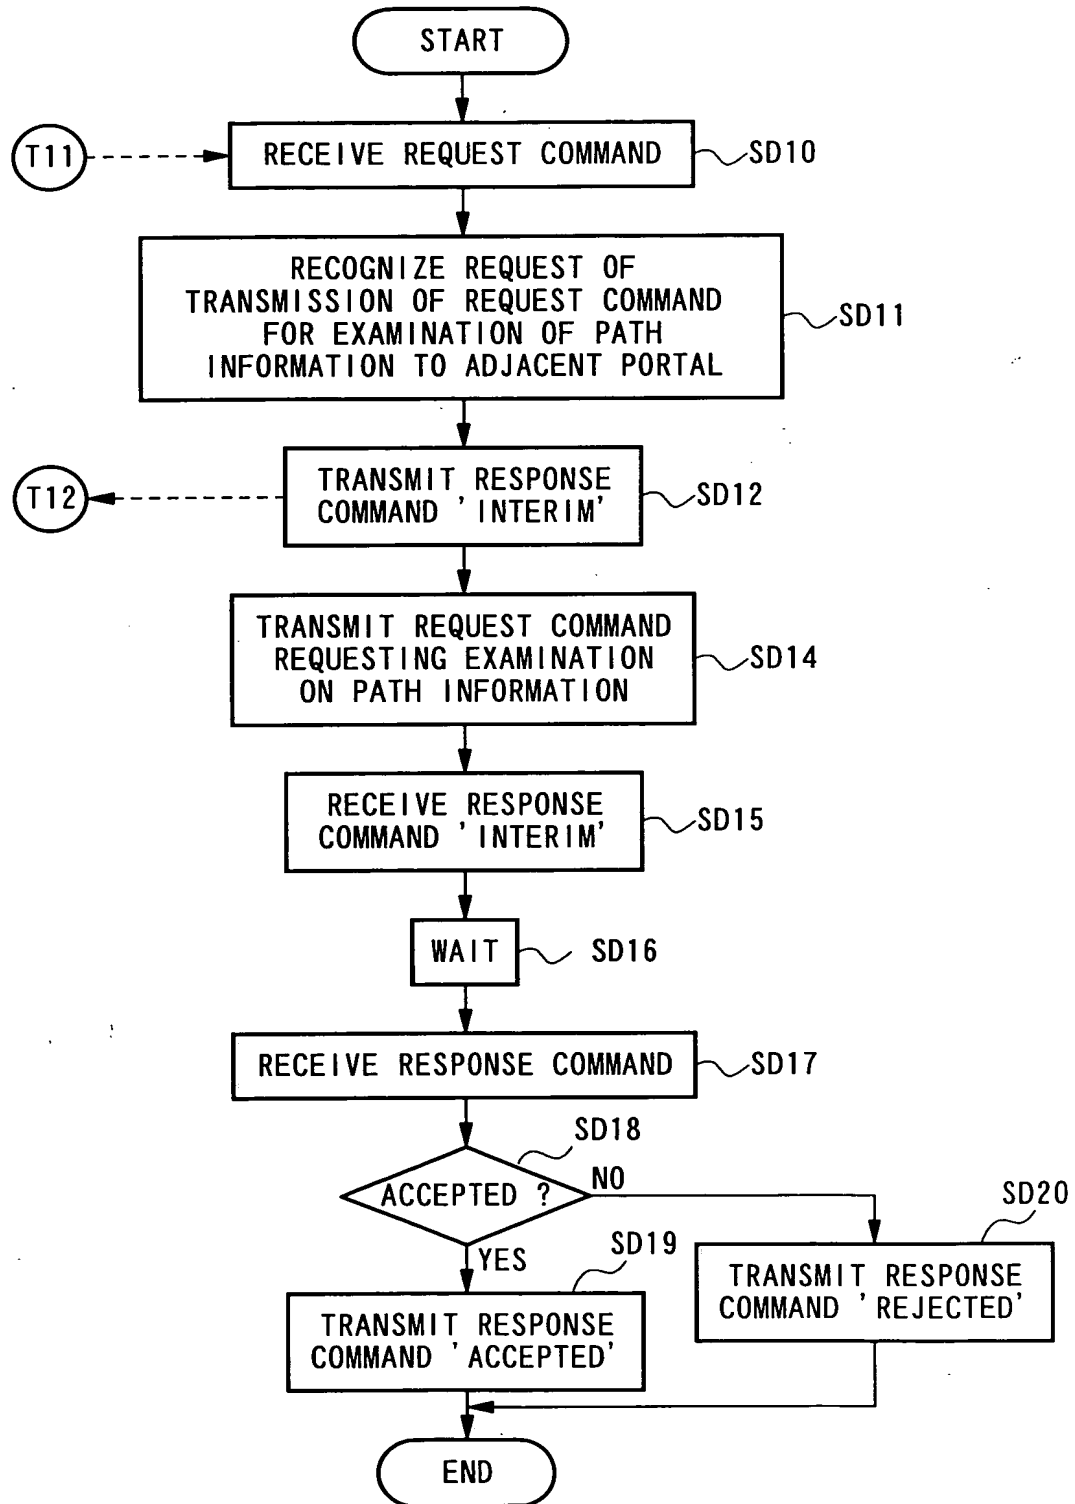 START
T11
RECEIVE REQUEST COMMAND
SD10
RECOGNIZE REQUEST OF
TRANSMISSION OF REQUEST COMMAND
FOR EXAMINATION OF PATH
INFORMATION TO ADJACENT PORTAL
SD11
T12
TRANSMIT RESPONSE
COMMAND 'INTERIM'
SD12
TRANSMIT REQUEST COMMAND
REQUESTING EXAMINATION
ON PATH INFORMATION
SD14
RECEIVE RESPONSE
COMMAND 'INTERIM'
SD15
WAIT
SD16
RECEIVE RESPONSE COMMAND
SD17
SD18
ACCEPTED ?
NO
YES
SD19
TRANSMIT RESPONSE
COMMAND 'ACCEPTED'
SD20
TRANSMIT RESPONSE
COMMAND 'REJECTED'
END